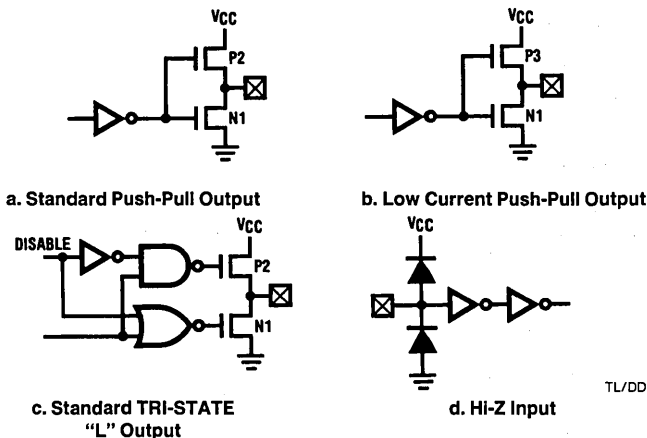 VCC
P2
N1
a. Standard Push-Pull Output
VCC
P3
N1
b. Low Current Push-Pull Output
DISABLE
VCC
P2
N1
c. Standard TRI-STATE
"L" Output
VCC
d. Hi-Z Input
TL/DD